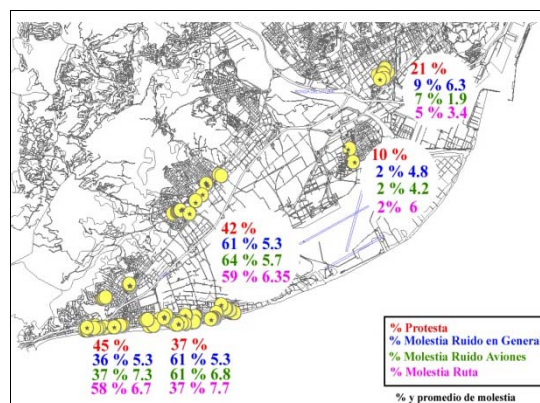 21 %
9 % 6.3
7 % 1.9
5 % 3.4
10 %
2 % 4.8
2 % 4.2
2% 6
42 %
61 % 5.3
64 % 5.7
59 % 6.35
45 %
36 % 5.3
37 % 7.3
58 % 6.7
37 %
61 % 5.3
61 % 6.8
37 % 7.7
% Protesta
% Molestia Ruido en Genera
% Molestia Ruido Aviones
% Molestia Ruta
% y promedio de molestia